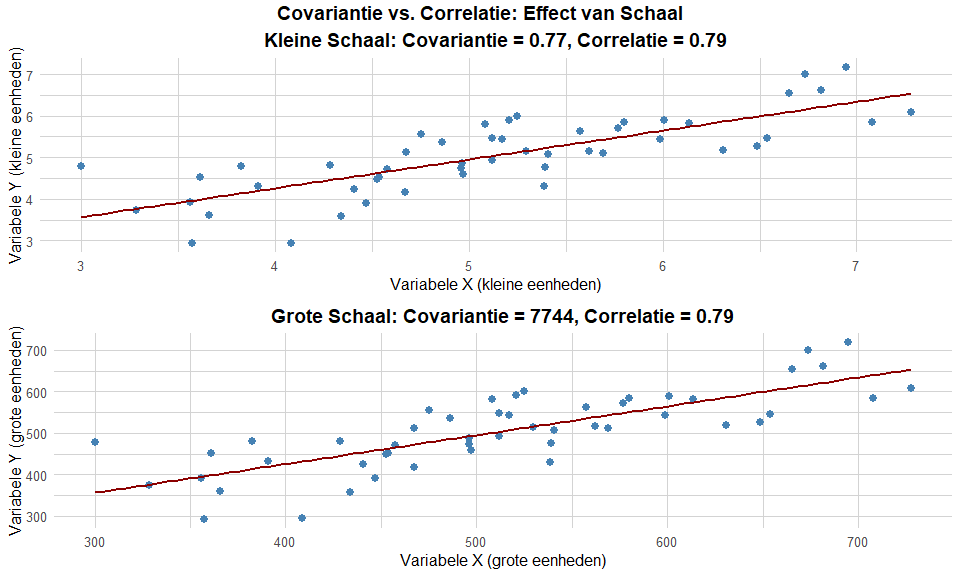 Covariantie vs. Correlatie: Effect van Schaal
Kleine Schaal: Covariantie = 0.77, Correlatie = 0.79
Variabele Y (kleine eenheden)
7
6
5
4
3
3 4 5 6 7
Variabele X (kleine eenheden)
Grote Schaal: Covariantie = 7744, Correlatie = 0.79
Variabele Y (grote eenheden)
700
600
500
400
300
300 400 500 600 700
Variabele X (grote eenheden)